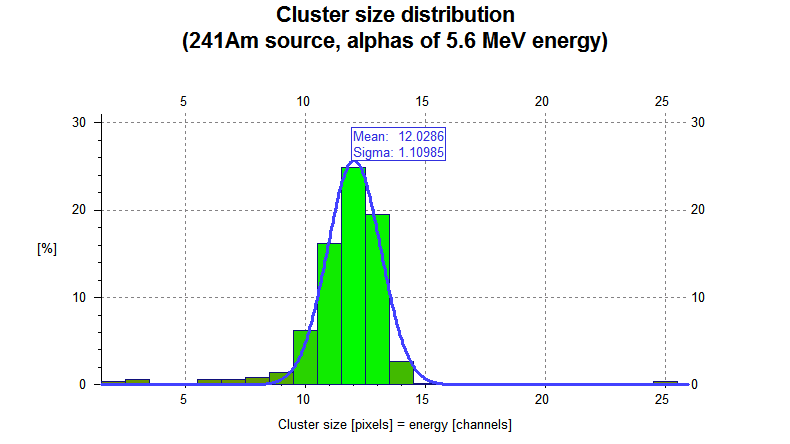 Cluster size distribution
(241Am source, alphas of 5.6 MeV energy)
5 10 15 20 25
30 30
Mean: 12.0286
Sigma: 1.10985
20 20
[%]
10 10
0 0
5 10 15 20 25
Cluster size [pixels] = energy [channels]